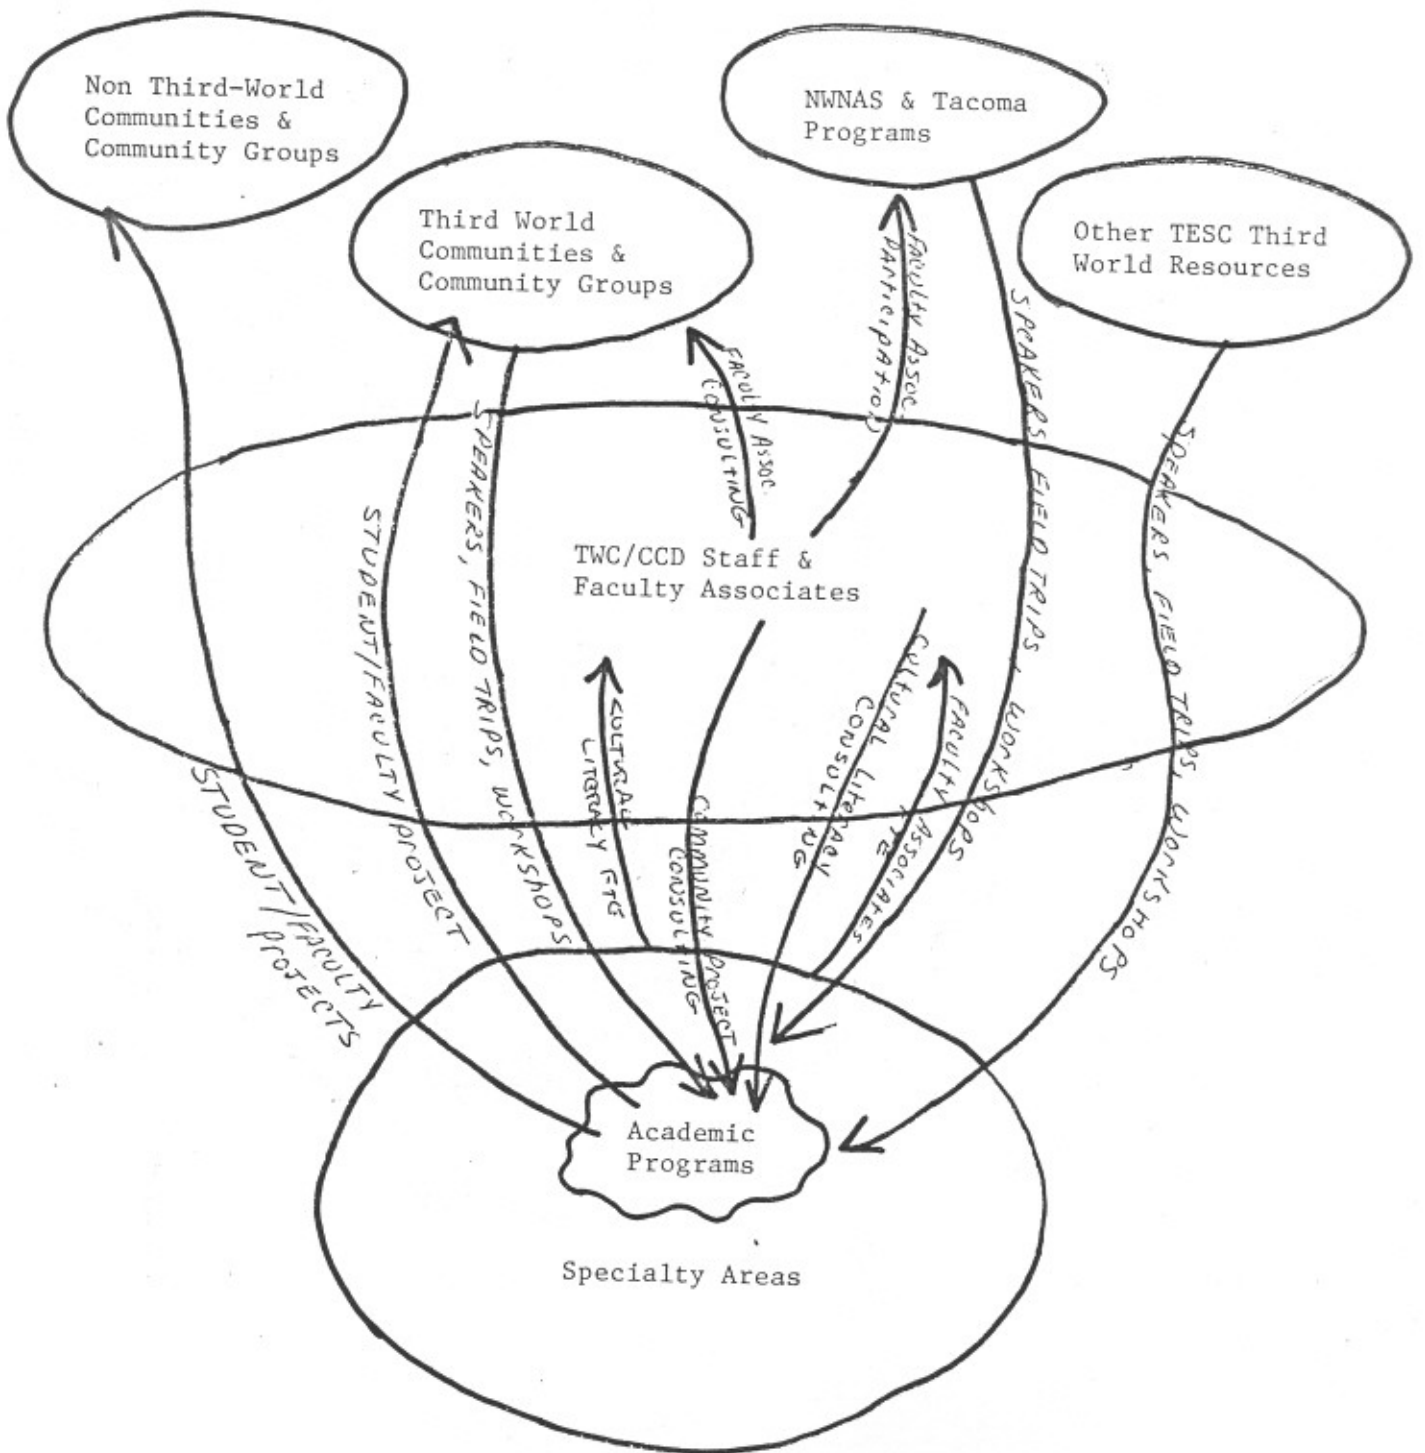 Non Third-World
Communities &
Community Groups
NWNAS & Tacoma
Programs
Third World
Communities &
Community Groups
Other TESC Third
World Resources
FACULTY ASSOC.
PARTICIPATION
FACULTY ASSOC.
CONSULTING
SPEAKERS FIELD TRIPS, WORKSHOPS
SPEAKERS, FIELD TRIPS, WORKSHOPS
SPEAKERS, FIELD TRIPS, WORKSHOPS
STUDENT/FACULTY PROJECT
TWC/CCD Staff &
Faculty Associates
CULTURAL
LITERACY FTE
CULTURAL LITERACY
CONSULTING
FACULTY ASSOCIATES
FTE
COMMUNITY PROJECT
CONSULTING
STUDENT/FACULTY
PROJECTS
Academic
Programs
Specialty Areas